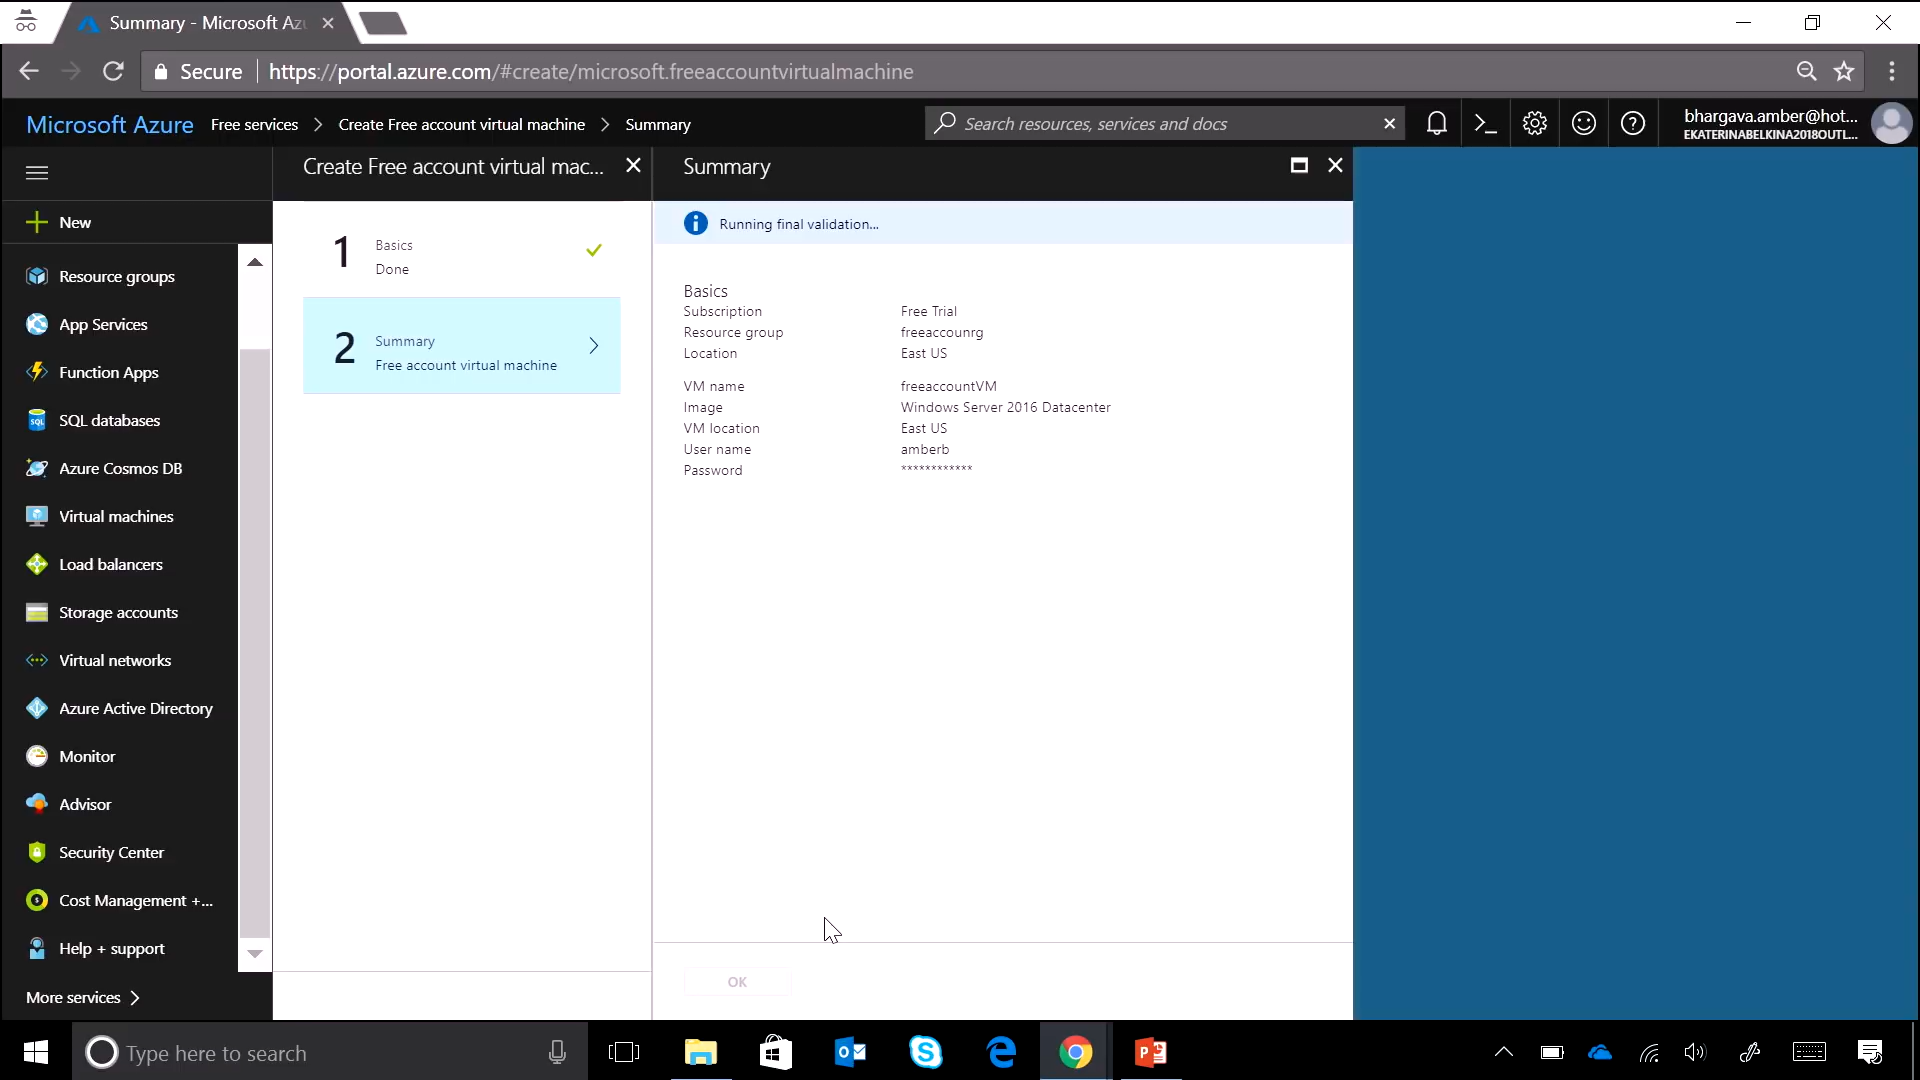 Summary - Microsoft Azu
Secure
https://portal.azure.com/#create/microsoft.freeaccountvirtualmachine
Microsoft Azure
Free services > Create Free account virtual machine > Summary
Search resources, services and docs
bhargava.amber@hot...
EKATERINABELKINA2018OUTL...
New
Resource groups
App Services
Function Apps
SQL databases
Azure Cosmos DB
Virtual machines
Load balancers
Storage accounts
Virtual networks
Azure Active Directory
Monitor
Advisor
Security Center
Cost Management +...
Help + support
More services >
Create Free account virtual mac...
1
Basics
Done
2
Summary
Free account virtual machine
Summary
Running final validation...
Basics
Subscription Free Trial
Resource group freeaccounrg
Location East US
VM name freeaccountVM
Image Windows Server 2016 Datacenter
VM location East US
User name amberb
Password ************
OK
Type here to search